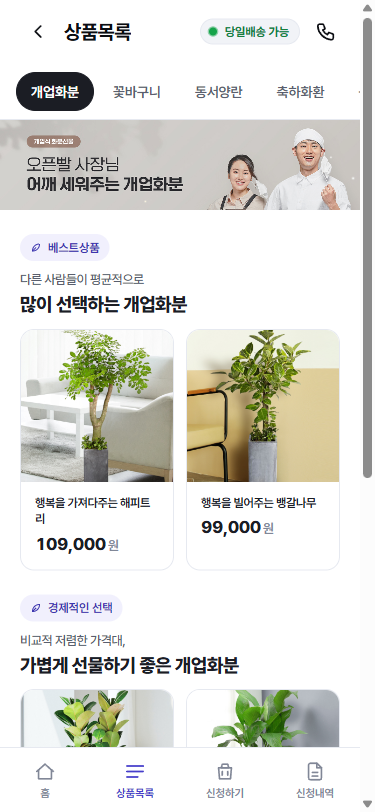 상품목록
당일배송 가능
개업화분
꽃바구니
동서양란
축하화환
개업식 화분선물
오픈빨 사장님
어깨 세워주는 개업화분
베스트상품
다른 사람들이 평균적으로
많이 선택하는 개업화분
행복을 가져다주는 해피트
리
109,000원
행복을 빌어주는 뱅갈나무
99,000원
경제적인 선택
비교적 저렴한 가격대,
가볍게 선물하기 좋은 개업화분
홈
상품목록
신청하기
신청내역